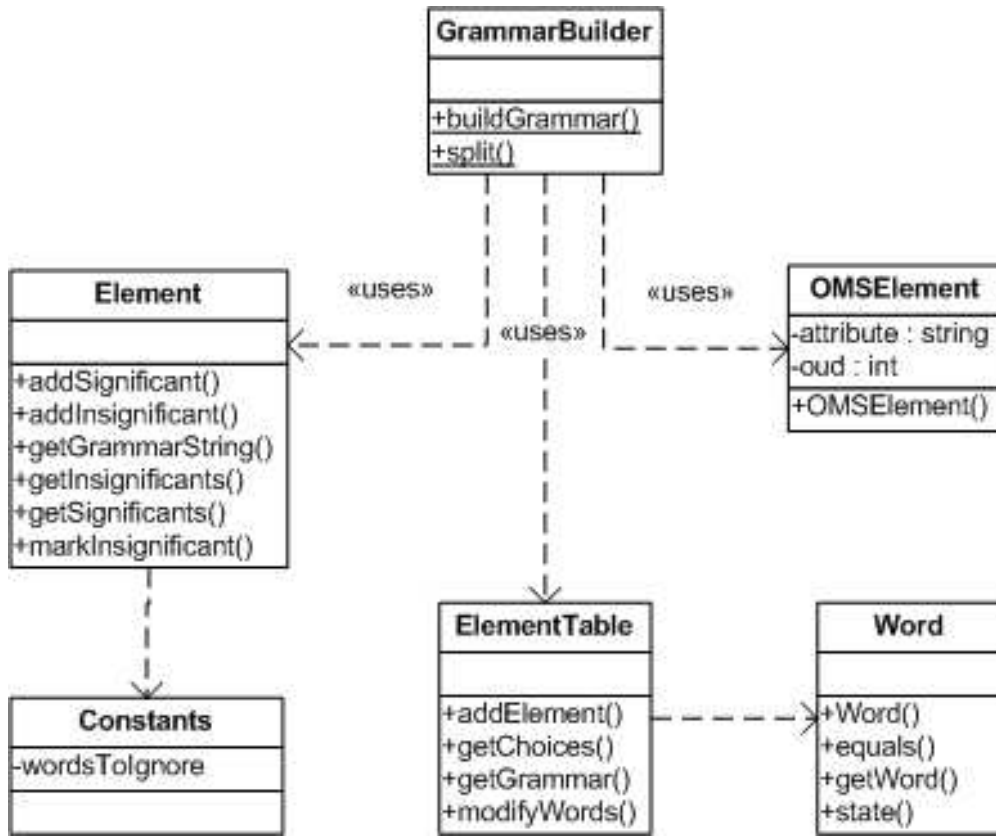 GrammarBuilder
+buildGrammar()
+split()
«uses»
«uses»
«uses»
Element
+addSignificant()
+addInsignificant()
+getGrammarString()
+getInsignificants()
+getSignificants()
+markInsignificant()
OMSElement
-attribute : string
-oud : int
+OMSElement()
Constants
-wordsToIgnore
ElementTable
+addElement()
+getChoices()
+getGrammar()
+modifyWords()
Word
+Word()
+equals()
+getWord()
+state()